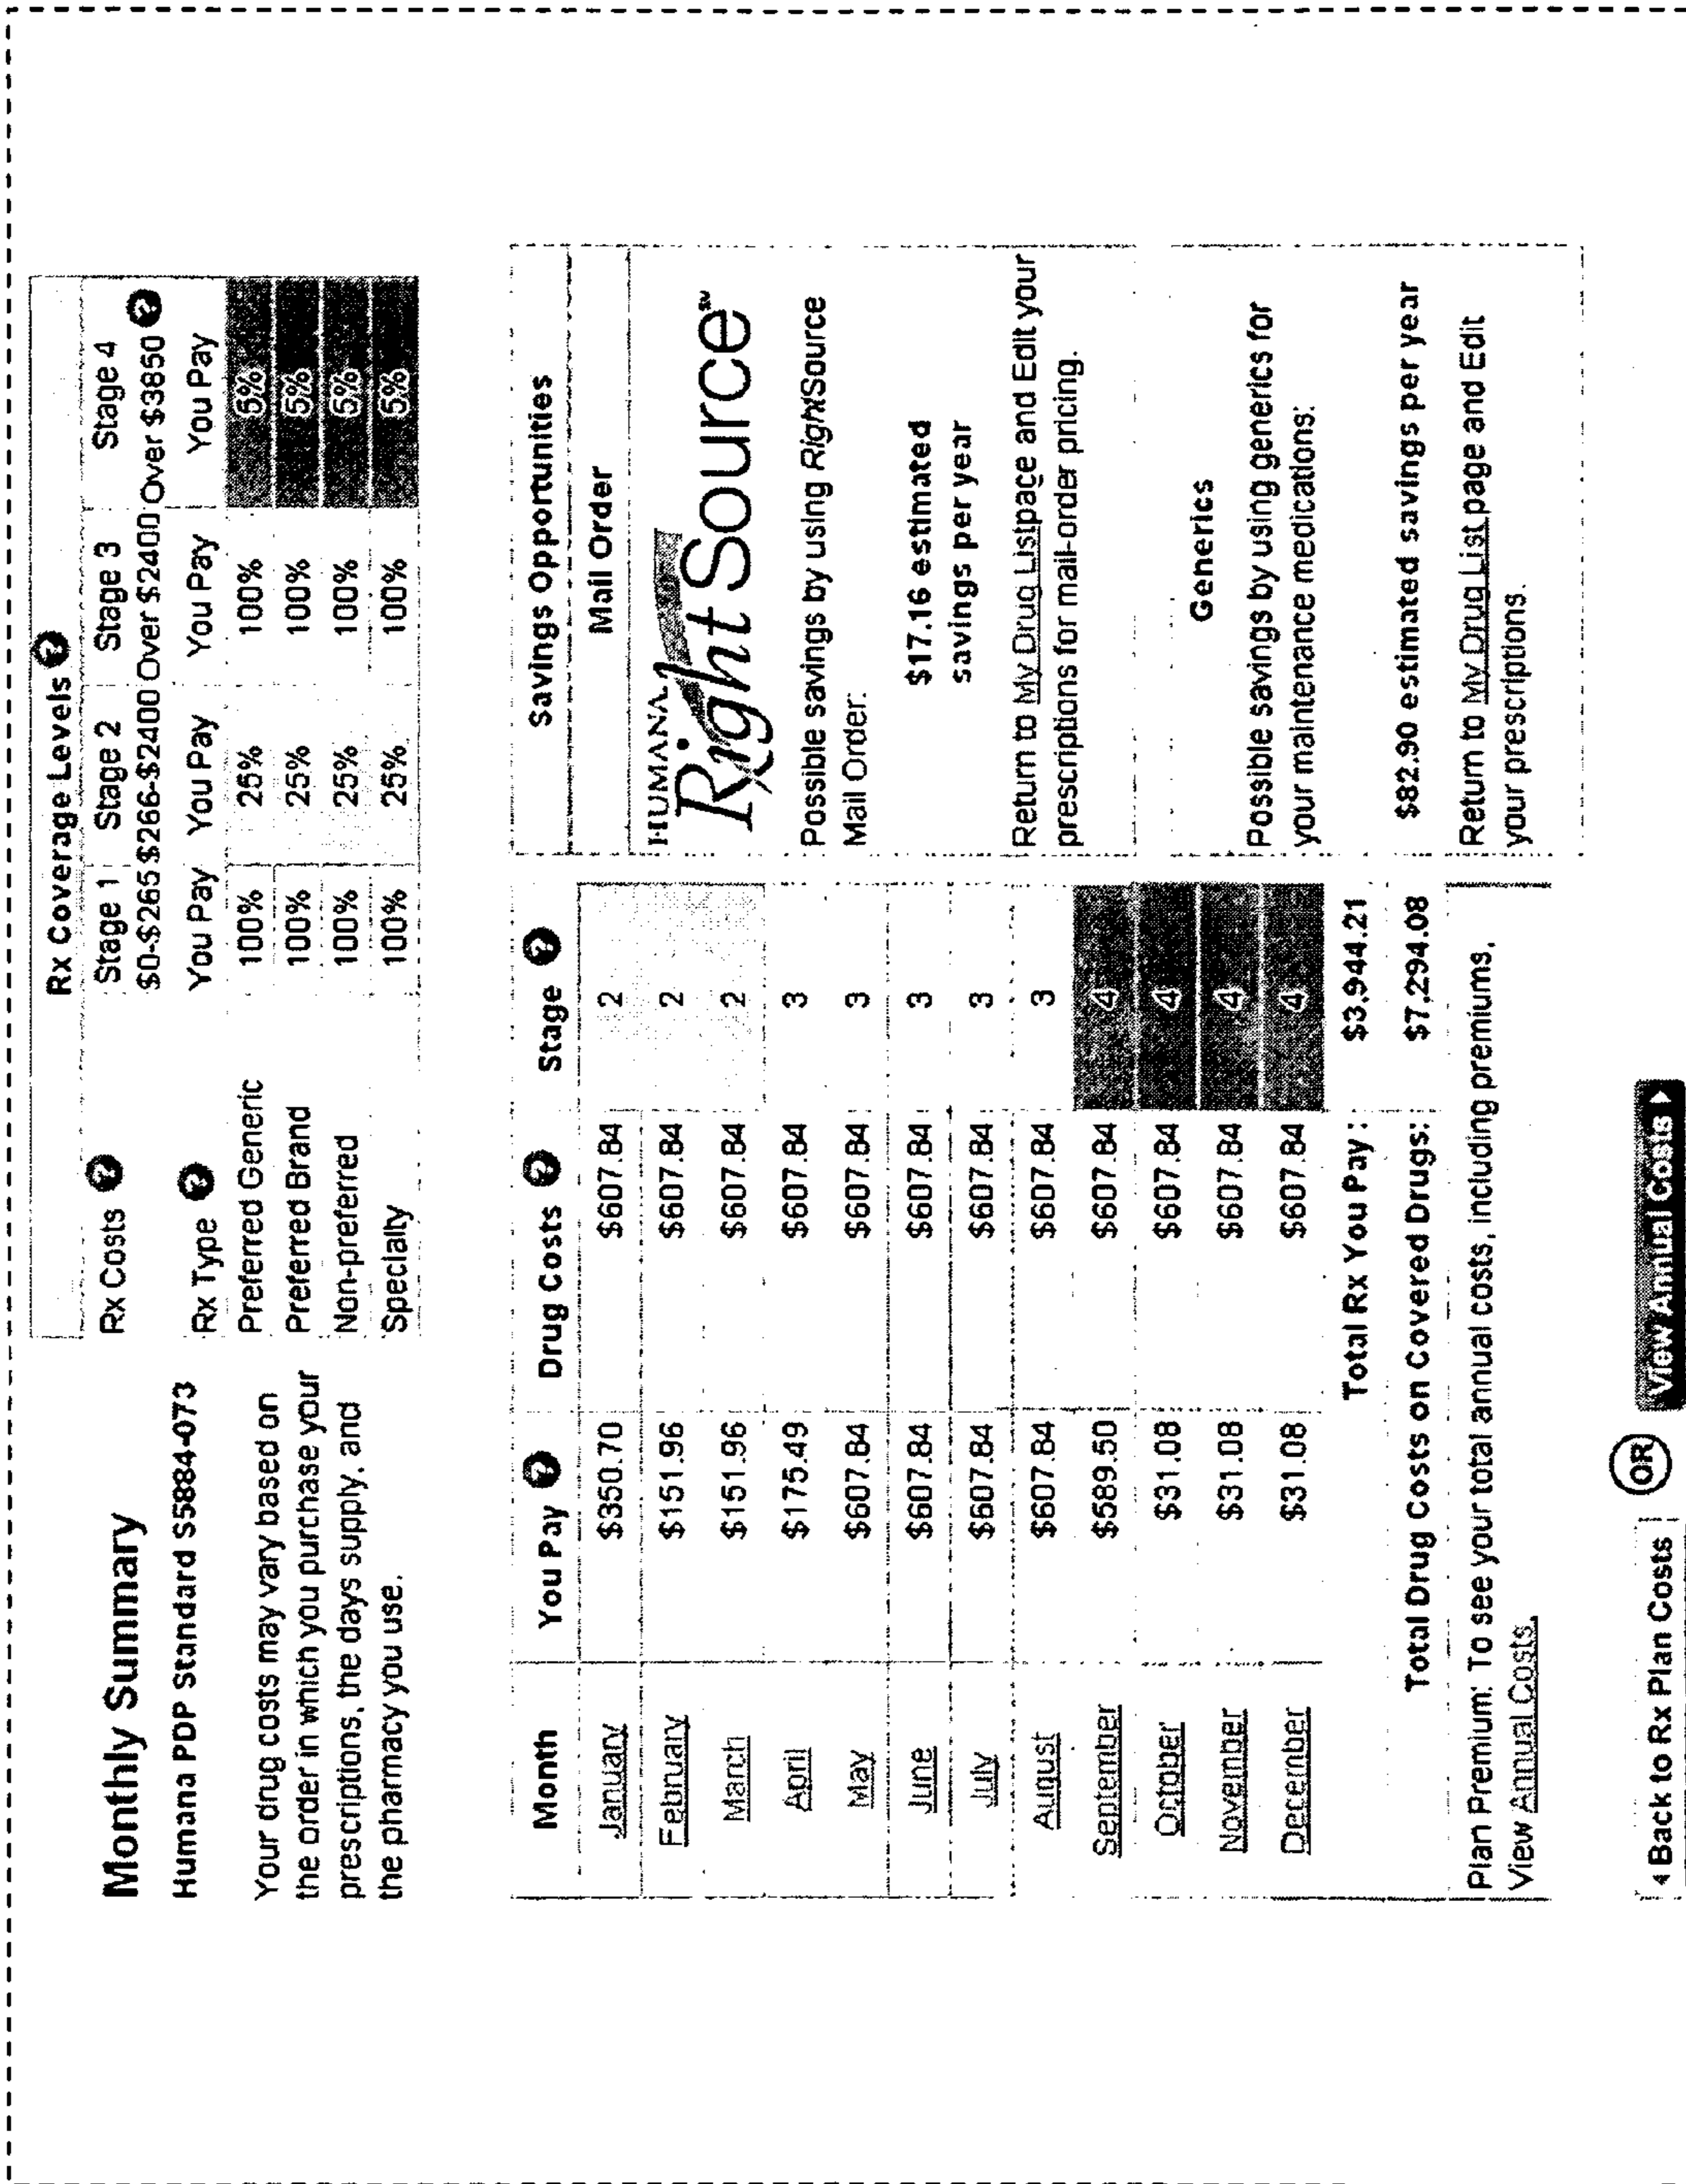 Monthly Summary
Humana PDP Standard S5884-073
Your drug costs may vary based on
the order in which you purchase your
prescriptions, the days supply, and
the pharmacy you use.
Rx Coverage Levels ?
Rx Costs ? Stage 1 Stage 2 Stage 3 Stage 4
$0-$265 $266-$2400 Over $2400 Over $3850 ?
Rx Type ? You Pay You Pay You Pay You Pay
Preferred Generic 100% 25% 100% 5%
Preferred Brand 100% 25% 100% 5%
Non-preferred 100% 25% 100% 5%
Specialty 100% 25% 100% 5%
Month You Pay ? Drug Costs ? Stage ?
January $350.70 $607.84 2
February $151.96 $607.84 2
March $151.96 $607.84 2
April $175.49 $607.84 3
May $607.84 $607.84 3
June $607.84 $607.84 3
July $607.84 $607.84 3
August $607.84 $607.84 3
September $589.50 $607.84 4
October $31.08 $607.84 4
November $31.08 $607.84 4
December $31.08 $607.84 4
Total Rx You Pay: $3,944.21
Total Drug Costs on Covered Drugs: $7,294.08
Plan Premium: To see your total annual costs, including premiums,
View Annual Costs.
Savings Opportunities
Mail Order
HUMANA
RightSource℠
Possible savings by using RightSource
Mail Order:
$17.16 estimated
savings per year
Return to My Drug Listpage and Edit your
prescriptions for mail-order pricing.
Generics
Possible savings by using generics for
your maintenance medications:
$82.90 estimated savings per year
Return to My Drug List page and Edit
your prescriptions.
Back to Rx Plan Costs OR View Annual Costs